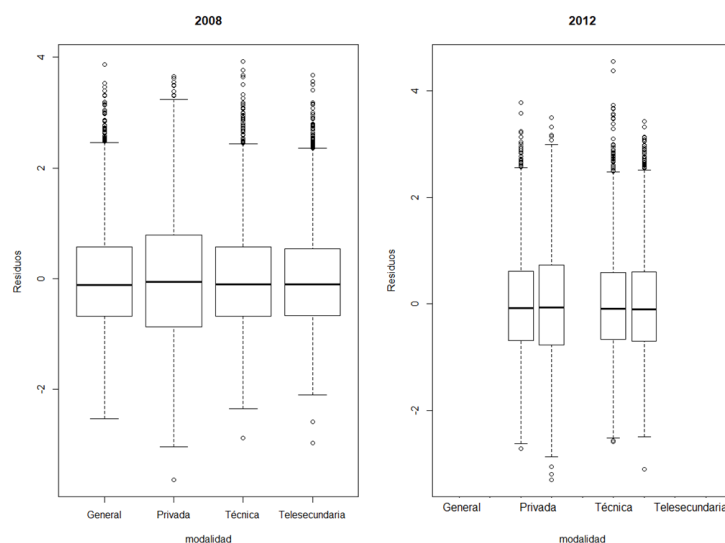 2008
4
2
0
-2
Residuos
General Privada Técnica Telesecundaria
modalidad
2012
4
2
0
-2
Residuos
General Privada Técnica Telesecundaria
modalidad